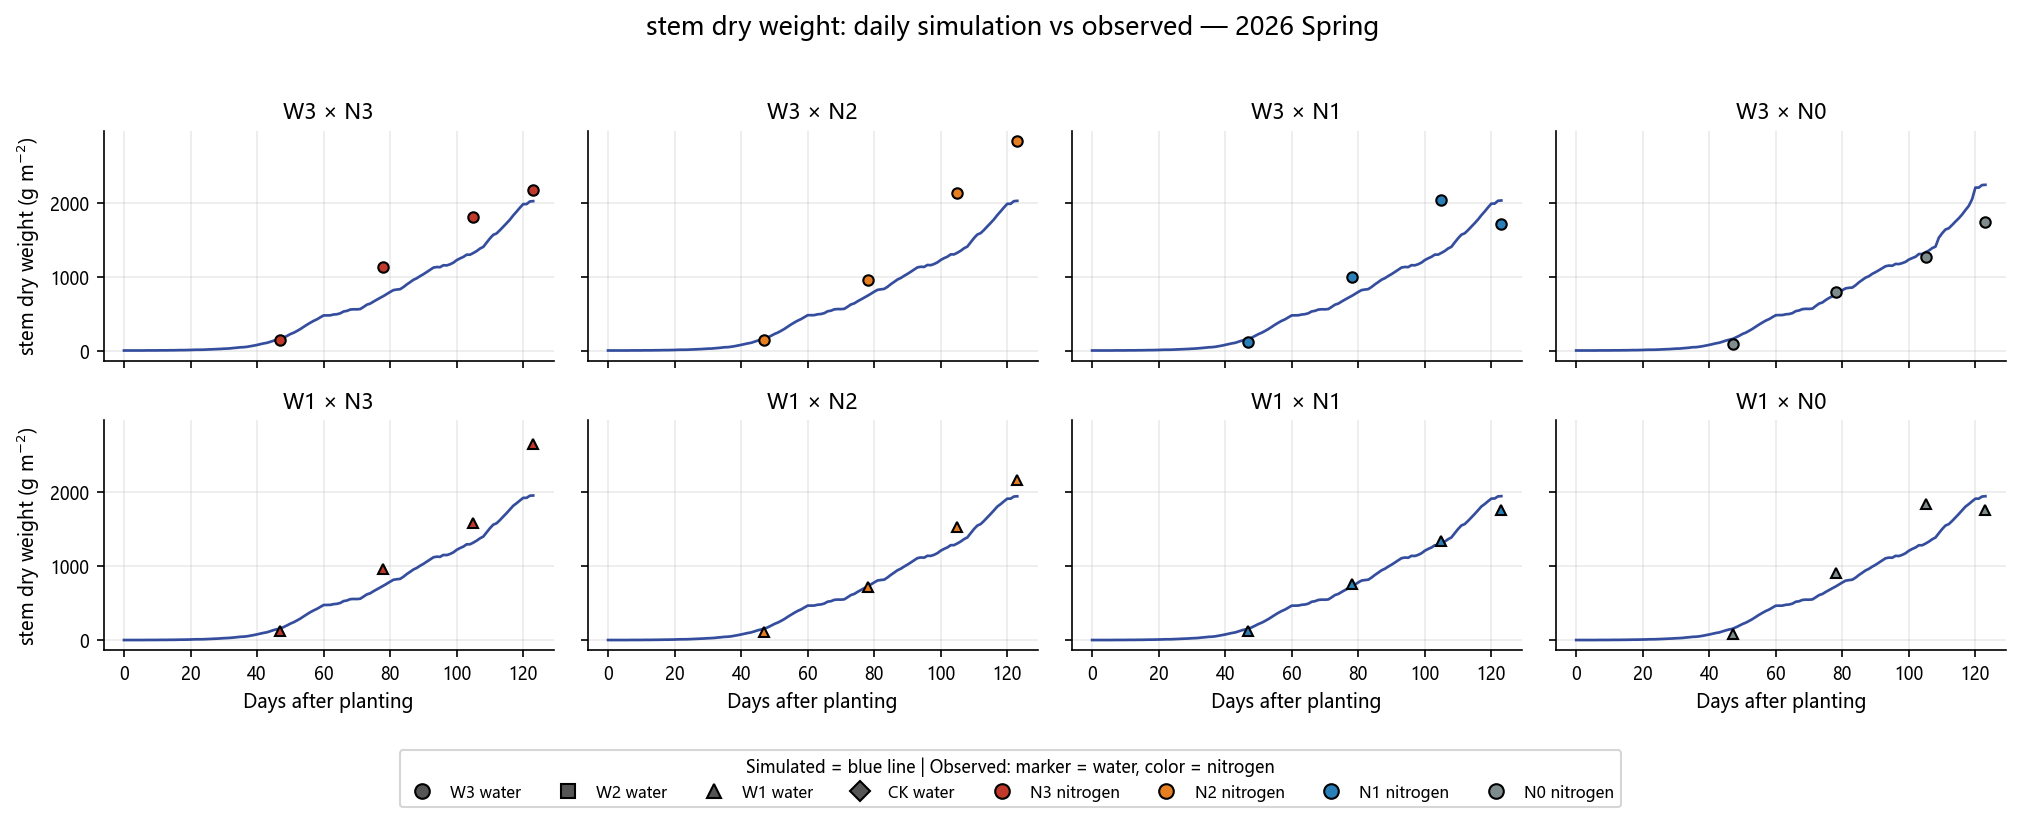 stem dry weight: daily simulation vs observed — 2026 Spring
W3 × N3
W3 × N2
W3 × N1
W3 × N0
stem dry weight (g m⁻²)
2000
1000
0
W1 × N3
W1 × N2
W1 × N1
W1 × N0
stem dry weight (g m⁻²)
2000
1000
0
0 20 40 60 80 100 120
0 20 40 60 80 100 120
0 20 40 60 80 100 120
0 20 40 60 80 100 120
Days after planting
Days after planting
Days after planting
Days after planting
Simulated = blue line | Observed: marker = water, color = nitrogen
W3 water W2 water W1 water CK water N3 nitrogen N2 nitrogen N1 nitrogen N0 nitrogen